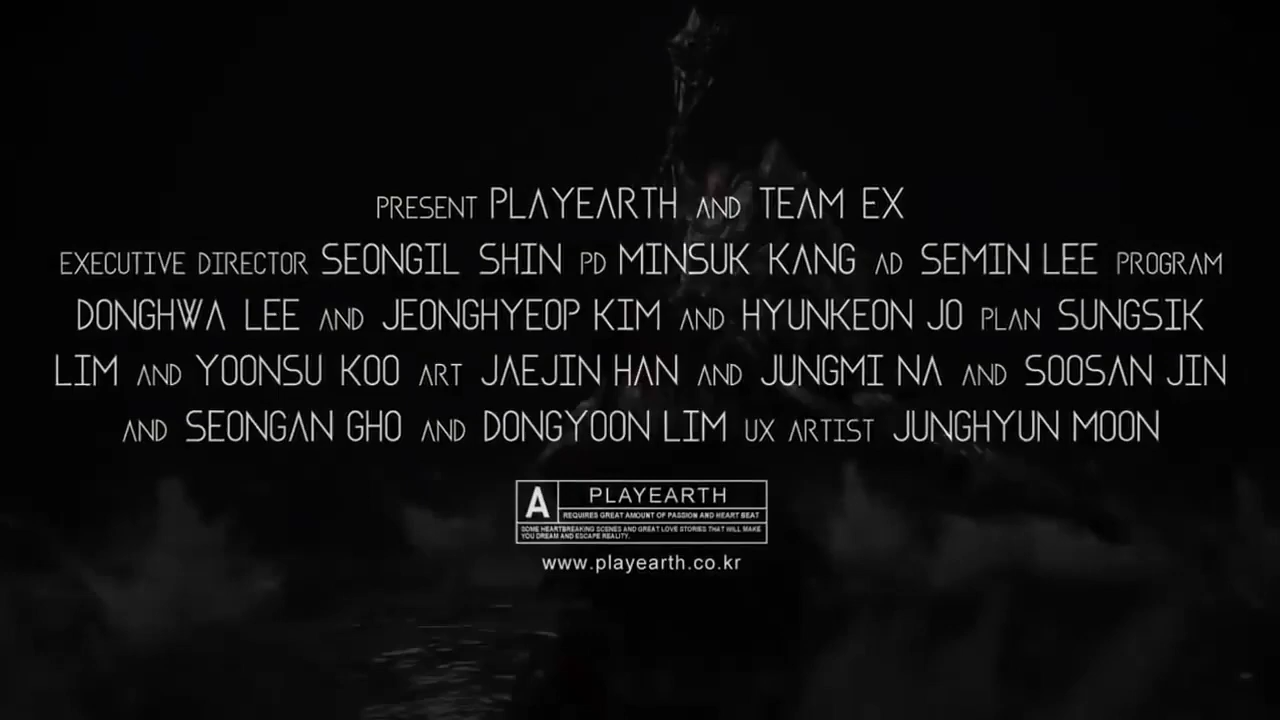 PRESENT PLAYEARTH AND TEAM EX
EXECUTIVE DIRECTOR SEONGIL SHIN PD MINSUK KANG AD SEMIN LEE PROGRAM
DONGHWA LEE AND JEONGHYEOP KIM AND HYUNKEON JO PLAN SUNGSIK
LIM AND YOONSU KOO ART JAEJIN HAN AND JUNGMI NA AND SOOSAN JIN
AND SEONGAN GHO AND DONGYOON LIM UX ARTIST JUNGHYUN MOON
A PLAYEARTH
REQUIRES GREAT AMOUNT OF PASSION AND HEART BEAT
SOME HEARTBREAKING SCENES AND GREAT LOVE STORIES THAT WILL MAKE
YOU DREAM AND ESCAPE REALITY.
www.playearth.co.kr